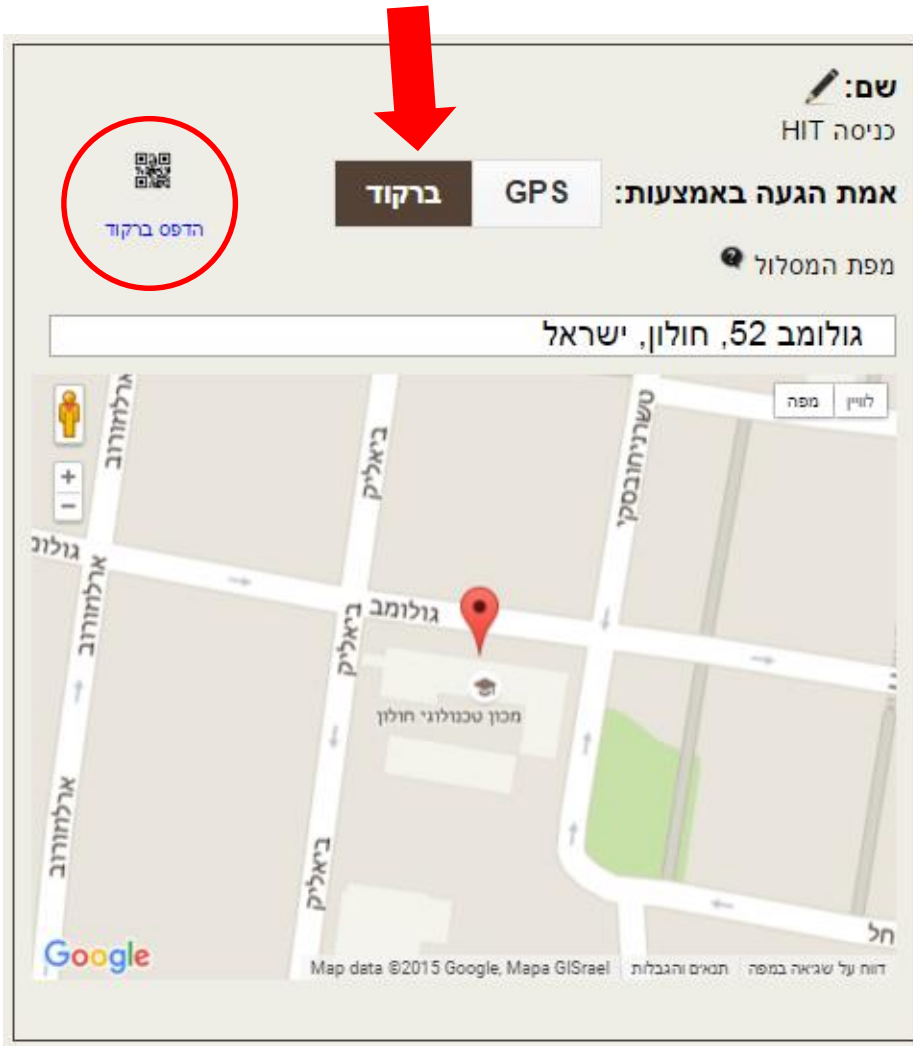 שם:
כניסה HIT
אמת הגעה באמצעות:
GPS
ברקוד
הדפס ברקוד
מפת המסלול
גולומב 52, חולון, ישראל
לוויין
מפה
ארלוזורוב
ביאליק
טשרניחובסקי
+
−
ארלוזורוב
גולומב
ביאליק
מכון טכנולוגי חולון
ארלוזורוב
ביאליק
חל
Google
Map data ©2015 Google, Mapa GISrael
תנאים והגבלות
דווח על שגיאה במפה